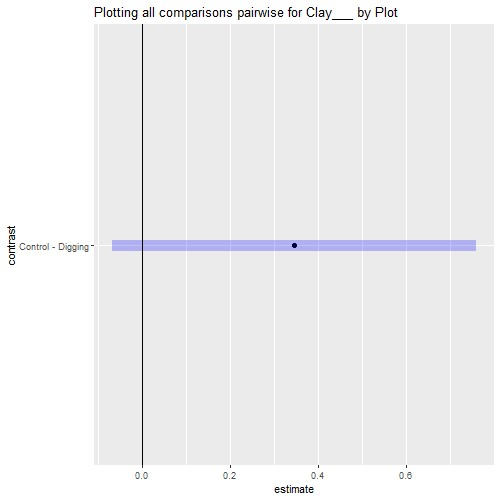 Plotting all comparisons pairwise for Clay___ by Plot
contrast
Control - Digging
0.0 0.2 0.4 0.6
estimate